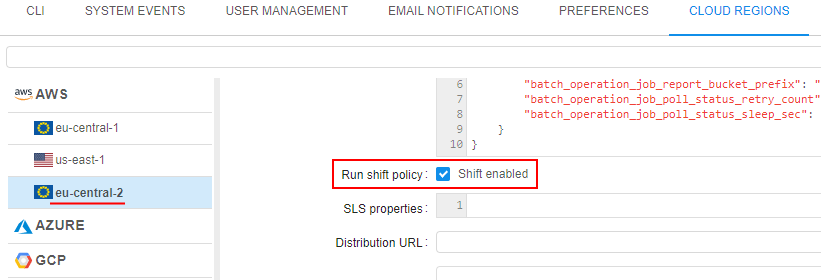 CLI SYSTEM EVENTS USER MANAGEMENT EMAIL NOTIFICATIONS PREFERENCES CLOUD REGIONS
aws AWS
eu-central-1
us-east-1
eu-central-2
AZURE
GCP
6 "batch_operation_job_report_bucket_prefix": "
7 "batch_operation_job_poll_status_retry_count"
8 "batch_operation_job_poll_status_sleep_sec":
9 }
10 }
Run shift policy: Shift enabled
SLS properties: 1
Distribution URL: